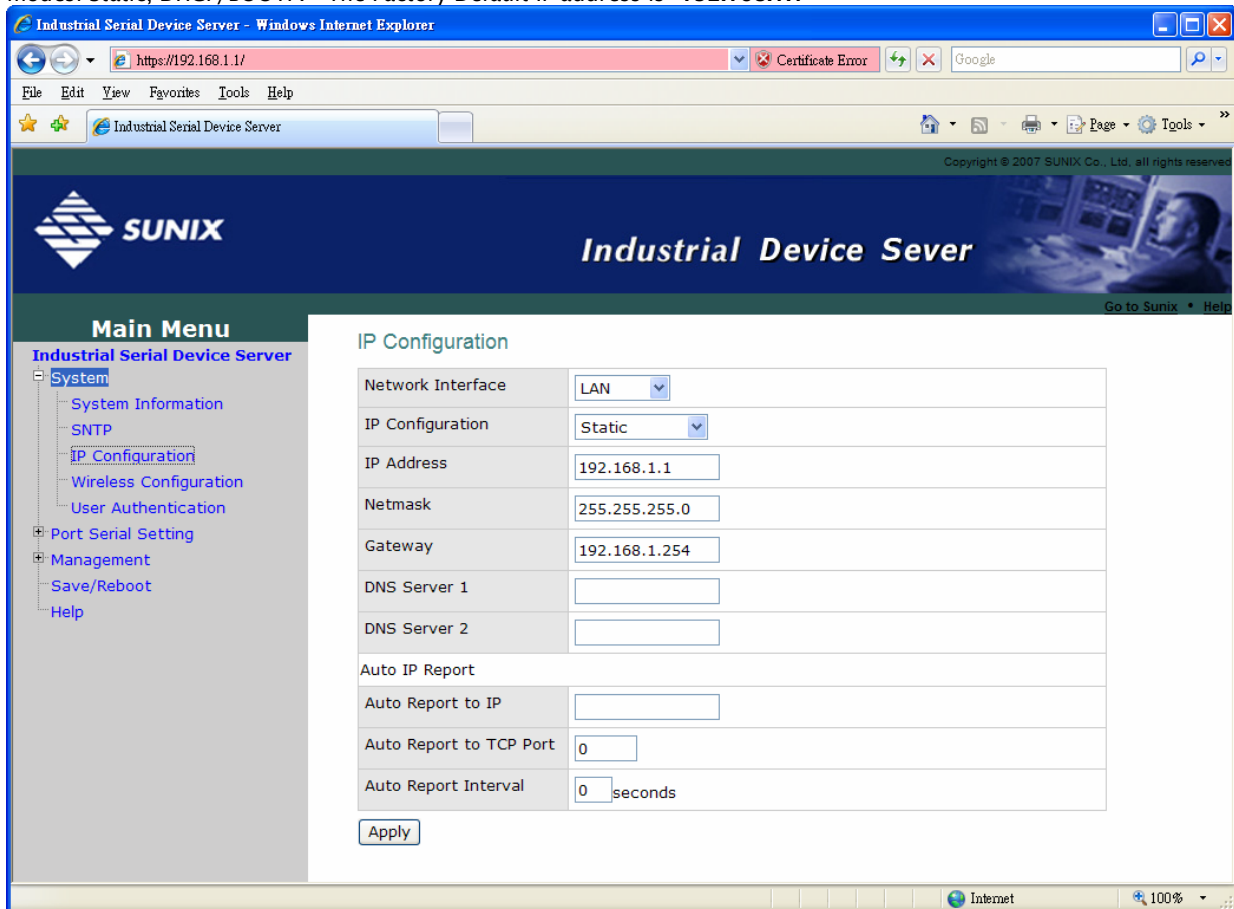 Industrial Serial Device Server - Windows Internet Explorer
https://192.168.1.1/
Certificate Error
Google
File Edit View Favorites Tools Help
Industrial Serial Device Server
Page
Tools
Copyright © 2007 SUNIX Co., Ltd, all rights reserved
SUNIX
Industrial Device Sever
Go to Sunix • Help
Main Menu
Industrial Serial Device Server
System
System Information
SNTP
IP Configuration
Wireless Configuration
User Authentication
Port Serial Setting
Management
Save/Reboot
Help
IP Configuration
Network Interface LAN
IP Configuration Static
IP Address 192.168.1.1
Netmask 255.255.255.0
Gateway 192.168.1.254
DNS Server 1
DNS Server 2
Auto IP Report
Auto Report to IP
Auto Report to TCP Port 0
Auto Report Interval 0 seconds
Apply
Internet
100%